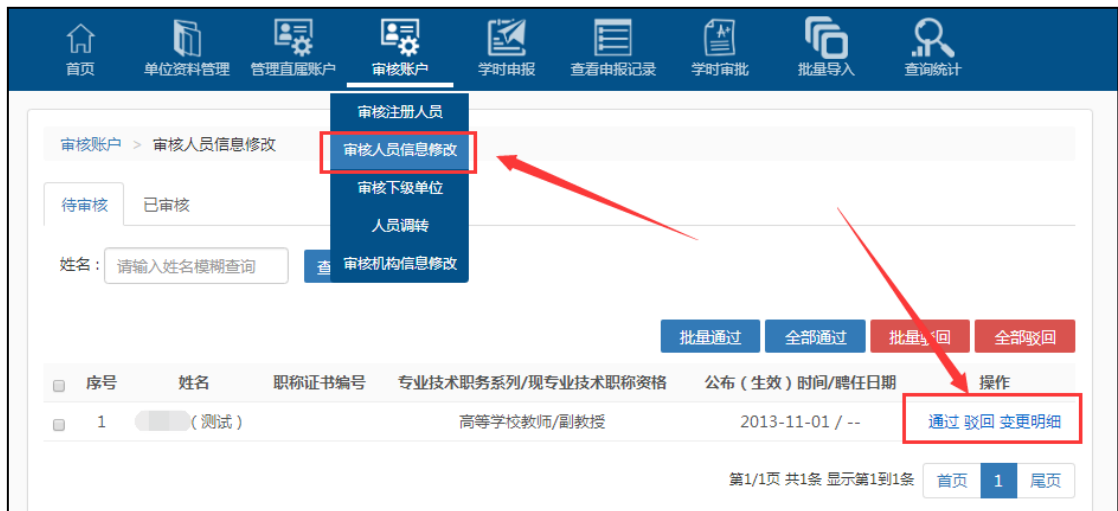 首页 单位资料管理 管理直属账户 审核账户 学时申报 查看申报记录 学时审批 批量导入 查询统计
审核注册人员
审核人员信息修改
审核下级单位
人员调转
审核机构信息修改
审核账户 > 审核人员信息修改
待审核 已审核
姓名： 请输入姓名模糊查询 查
批量通过 全部通过 批量驳回 全部驳回
序号 姓名 职称证书编号 专业技术职务系列/现专业技术职称资格 公布（生效）时间/聘任日期 操作
1 （测试） 高等学校教师/副教授 2013-11-01 / -- 通过 驳回 变更明细
第1/1页 共1条 显示第1到1条 首页 1 尾页